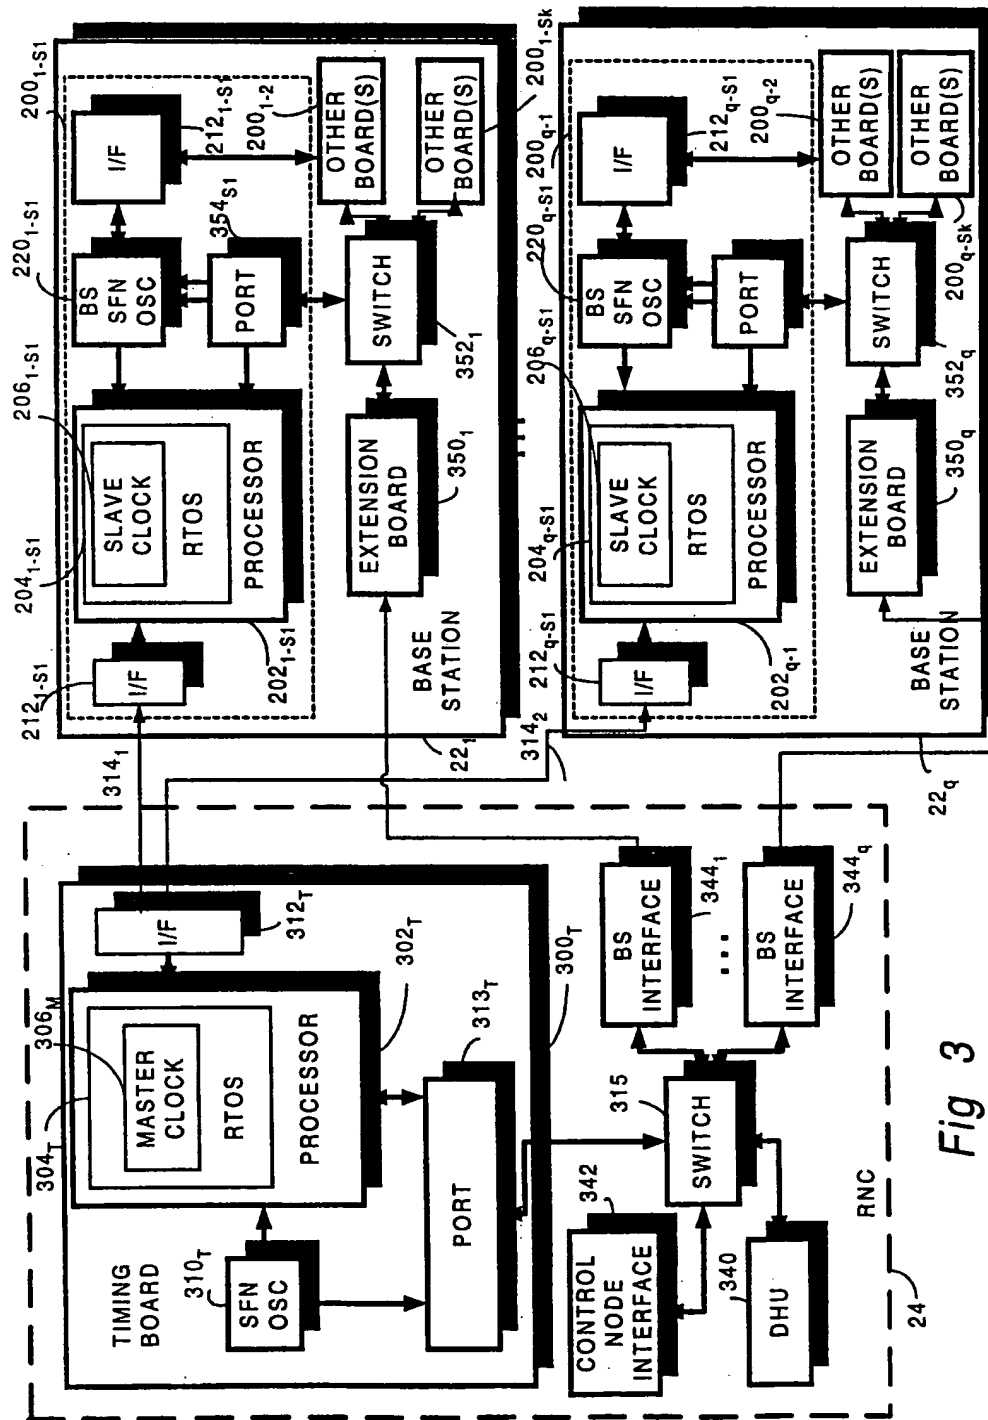 200₁₋S1
220₁₋S1
206₁₋S1
204₁₋S1
212₁₋S1
I/F
212₁₋S1
200₁₋₂
BS
SFN
OSC
354S1
PORT
SLAVE
CLOCK
RTOS
PROCESSOR
202₁₋S1
I/F
OTHER
BOARD(S)
OTHER
BOARD(S)
200₁₋Sk
SWITCH
352₁
EXTENSION
BOARD
350₁
BASE
STATION
22₁
314₁
200q-1
220q-S1
206q-S1
204q-S1
212q-S1
I/F
212q-S1
200q-2
BS
SFN
OSC
PORT
SLAVE
CLOCK
RTOS
PROCESSOR
202q-1
I/F
OTHER
BOARD(S)
OTHER
BOARD(S)
200q-Sk
SWITCH
352q
EXTENSION
BOARD
350q
BASE
STATION
22q
314₂
I/F
312T
306M
304T
MASTER
CLOCK
RTOS
PROCESSOR
302T
313T
300T
TIMING
BOARD
310T
SFN
OSC
PORT
BS
INTERFACE
344₁
BS
INTERFACE
344q
315
SWITCH
342
CONTROL
NODE
INTERFACE
340
DHU
RNC
24
Fig 3